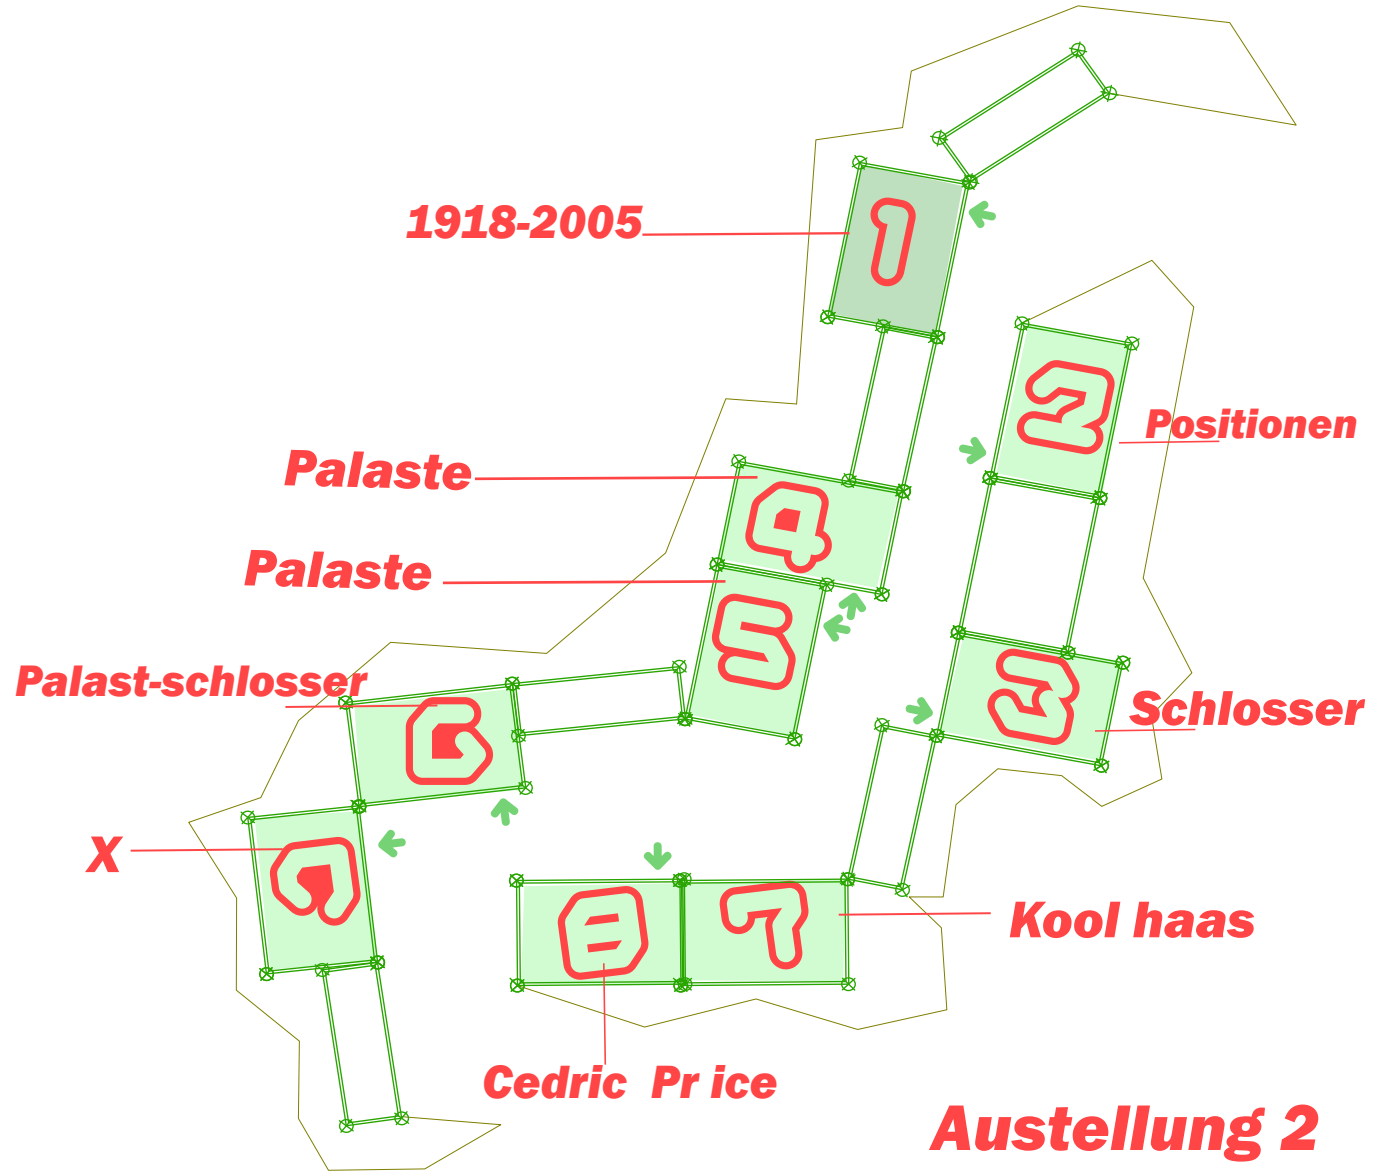 1918-2005
1
2
Positionen
Palaste
4
Palaste
5
3
Palast-schlosser
Schlosser
6
X
9
8
7
Kool haas
Cedric Pr ice
Austellung 2